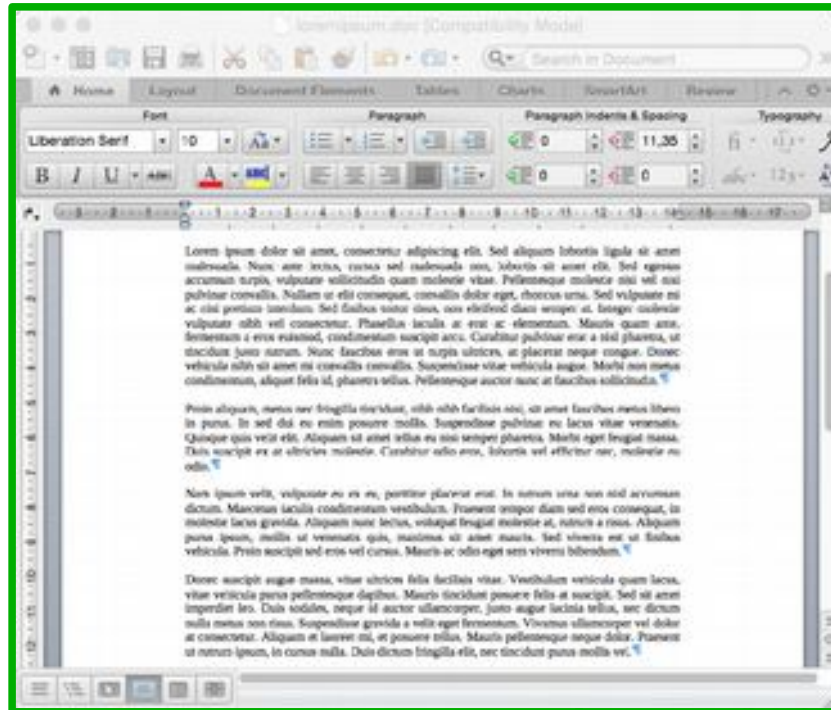 loremipsum.doc [Compatibility Mode]
Search in Document
Home Layout Document Elements Tables Charts SmartArt Review
Font Paragraph Paragraph Indents & Spacing Typography
Liberation Serif 10 0 11,35
B I U ABC A 0 0
Lorem ipsum dolor sit amet, consectetur adipiscing elit. Sed aliquam lobortis ligula sit amet
malesuada. Nunc ante lectus, cursus sed malesuada non, lobortis sit amet elit. Sed egestas
accumsan turpis, vulputate sollicitudin quam molestie vitae. Pellentesque molestie nisi vel nisi
pulvinar convallis. Nullam ut elit consequat, convallis dolor eget, rhoncus urna. Sed vulputate mi
ac nisi pretium interdum. Sed finibus tortor risus, non eleifend diam semper at. Integer molestie
vulputate nibh vel consectetur. Phasellus iaculis at erat ac elementum. Mauris quam ante,
fermentum a eros euismod, condimentum suscipit arcu. Curabitur pulvinar erat a nisl pharetra, ut
tincidunt justo rutrum. Nunc faucibus eros ut turpis ultrices, at placerat neque congue. Donec
vehicula nibh sit amet mi convallis convallis. Suspendisse vitae vehicula augue. Morbi non metus
condimentum, aliquet felis id, pharetra tellus. Pellentesque auctor nunc at faucibus sollicitudin.
Proin aliquam, metus nec fringilla tincidunt, nibh nibh facilisis nisi, sit amet faucibus metus libero
in purus. In sed dui eu enim posuere mollis. Suspendisse pulvinar eu lacus vitae venenatis.
Quisque quis velit elit. Aliquam sit amet tellus eu nisi semper pharetra. Morbi eget feugiat massa.
Duis suscipit ex at ultricies molestie. Curabitur odio eros, lobortis vel efficitur nec, molestie eu
odio.
Nam ipsum velit, vulputate eu ex eu, porttitor placerat erat. In rutrum urna non nisl accumsan
dictum. Maecenas iaculis condimentum vestibulum. Praesent tempor diam sed eros consequat, in
molestie lacus gravida. Aliquam nunc lectus, volutpat feugiat molestie at, rutrum a risus. Aliquam
purus ipsum, mollis ut venenatis quis, maximus sit amet mauris. Sed viverra est ut finibus
vehicula. Proin suscipit sed eros vel cursus. Mauris ac odio eget sem viverra bibendum.
Donec suscipit augue massa, vitae ultrices felis facilisis vitae. Vestibulum vehicula quam lacus,
vitae vehicula purus pellentesque dapibus. Mauris tincidunt posuere felis at suscipit. Sed sit amet
imperdiet leo. Duis sodales, neque id auctor ullamcorper, justo augue lacinia tellus, nec dictum
nulla metus non risus. Suspendisse gravida a velit eget fermentum. Vivamus ullamcorper vel dolor
at consectetur. Aliquam et laoreet mi, et posuere tellus. Mauris pellentesque neque dolor. Praesent
ut rutrum ipsum, in cursus nulla. Duis dictum fringilla elit, nec tincidunt purus mollis vel.